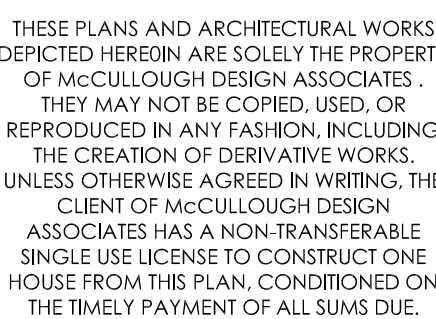 THESE PLANS AND ARCHITECTURAL WORKS
DEPICTED HERE0IN ARE SOLELY THE PROPERT
OF McCULLOUGH DESIGN ASSOCIATES .
THEY MAY NOT BE COPIED, USED, OR
REPRODUCED IN ANY FASHION, INCLUDING
THE CREATION OF DERIVATIVE WORKS.
UNLESS OTHERWISE AGREED IN WRITING, THE
CLIENT OF McCULLOUGH DESIGN
ASSOCIATES HAS A NON-TRANSFERABLE
SINGLE USE LICENSE TO CONSTRUCT ONE
HOUSE FROM THIS PLAN, CONDITIONED ON
THE TIMELY PAYMENT OF ALL SUMS DUE.